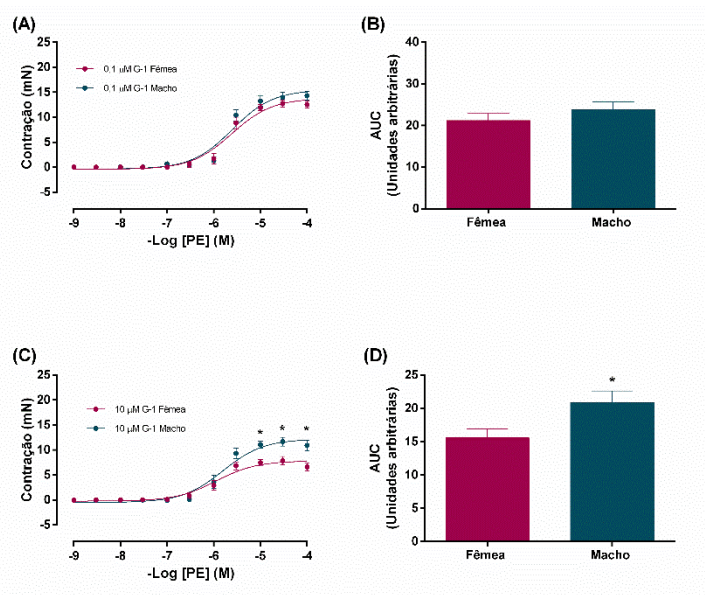 (A)
25
20
15
10
5
0
-5
Contração (mN)
0,1 uM G-1 Fêmea
0,1 uM G-1 Macho
-9 -8 -7 -6 -5 -4
-Log [PE] (M)
(B)
40
30
20
10
0
AUC
(Unidades arbitrárias)
Fêmea Macho
(C)
25
20
15
10
5
0
-5
Contração (mN)
10 µM G-1 Fêmea
10 µM G-1 Macho
* * *
-9 -8 -7 -6 -5 -4
-Log [PE] (M)
(D)
25
20
15
10
5
0
AUC
(Unidades arbitrárias)
*
Fêmea Macho